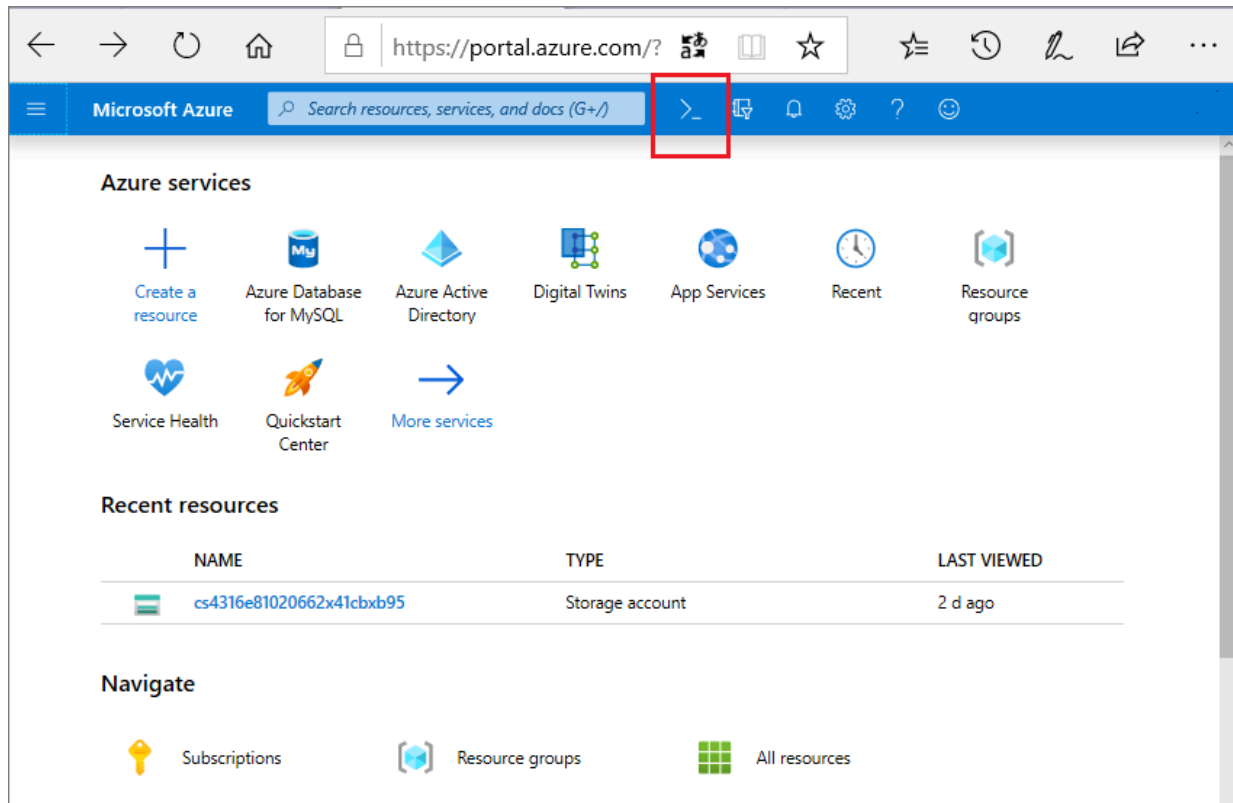 https://portal.azure.com/?
Microsoft Azure
Search resources, services, and docs (G+/)
Azure services
Create a
resource
My
Azure Database
for MySQL
Azure Active
Directory
Digital Twins
App Services
Recent
Resource
groups
Service Health
Quickstart
Center
More services
Recent resources
NAME TYPE LAST VIEWED
cs4316e81020662x41cbxb95 Storage account 2 d ago
Navigate
Subscriptions Resource groups All resources